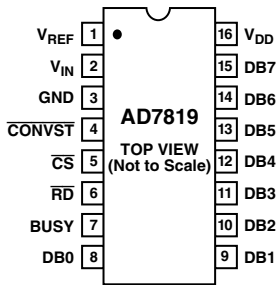 VREF 1
VIN 2
GND 3
CONVST 4
CS 5
RD 6
BUSY 7
DB0 8
AD7819
TOP VIEW
(Not to Scale)
16 VDD
15 DB7
14 DB6
13 DB5
12 DB4
11 DB3
10 DB2
9 DB1